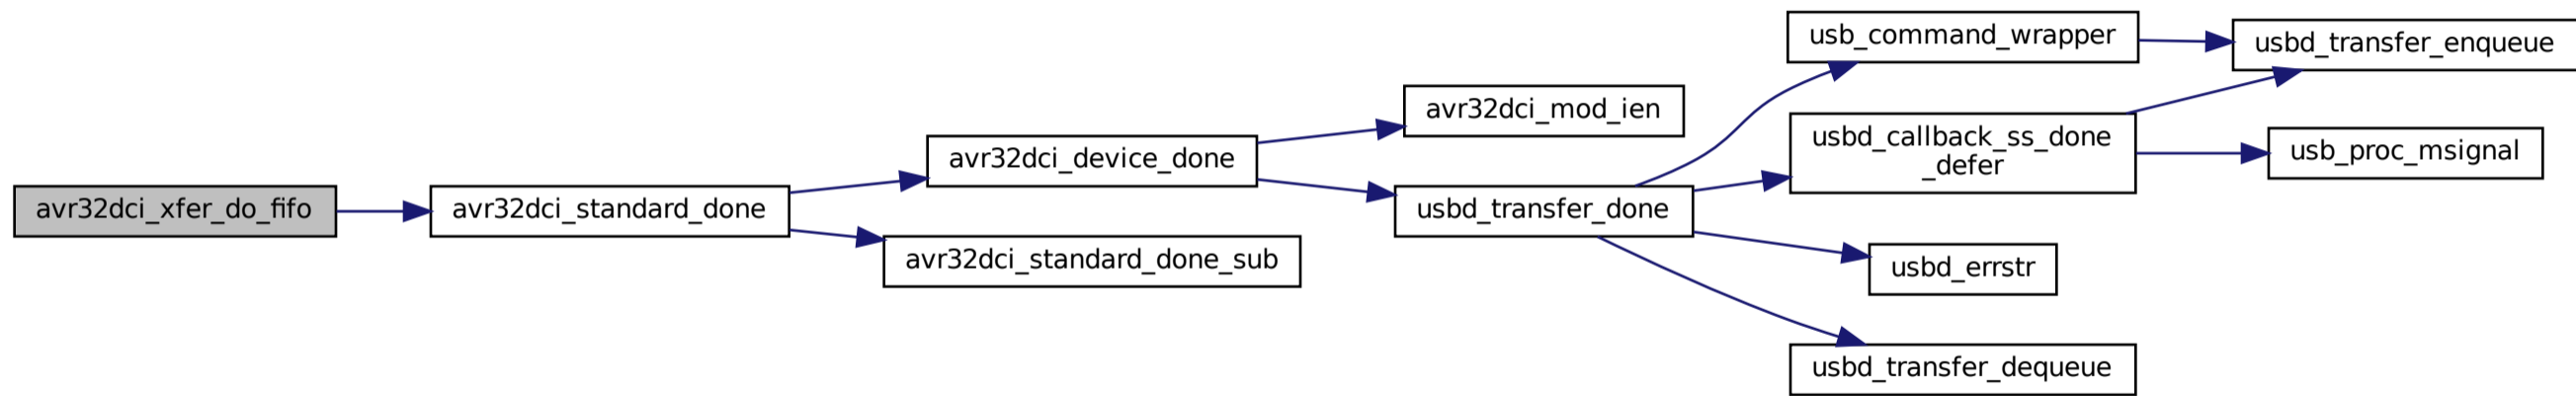 avr32dci_xfer_do_fifo
avr32dci_standard_done
avr32dci_device_done
avr32dci_standard_done_sub
avr32dci_mod_ien
usbd_transfer_done
usb_command_wrapper
usbd_callback_ss_done
_defer
usbd_errstr
usbd_transfer_dequeue
usbd_transfer_enqueue
usb_proc_msignal